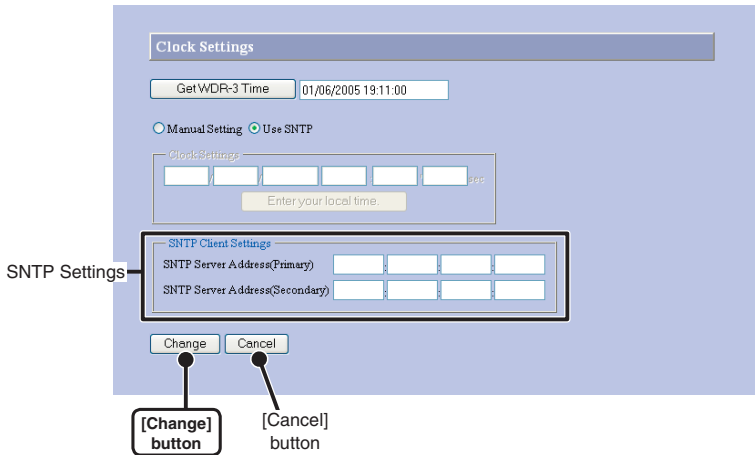 Clock Settings
Get WDR-3 Time 01/06/2005 19:11:00
Manual Setting Use SNTP
Clock Settings
/ / : : sec
Enter your local time.
SNTP Settings
SNTP Client Settings
SNTP Server Address(Primary) : : :
SNTP Server Address(Secondary) : : :
Change Cancel
[Change]
button
[Cancel]
button